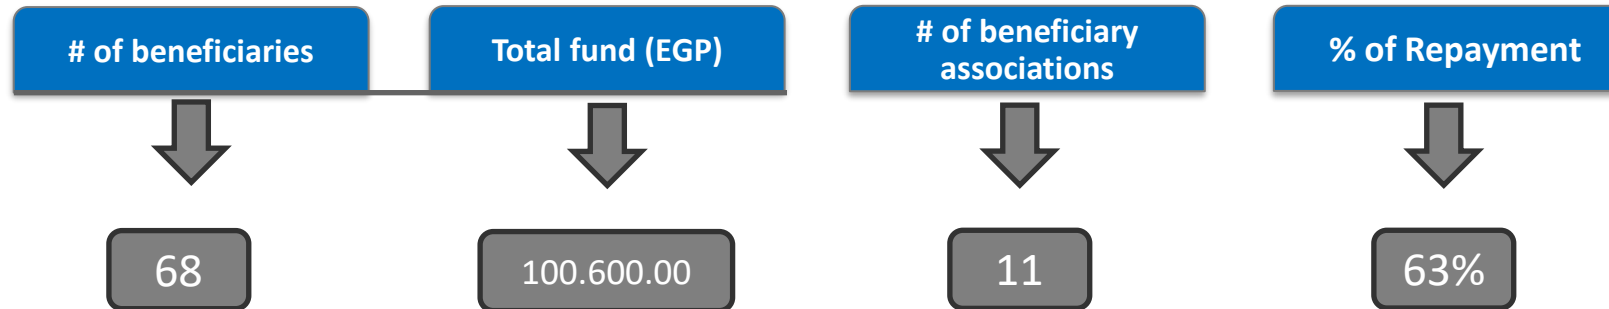 # of beneficiaries
Total fund (EGP)
# of beneficiary
associations
% of Repayment
68
100.600.00
11
63%